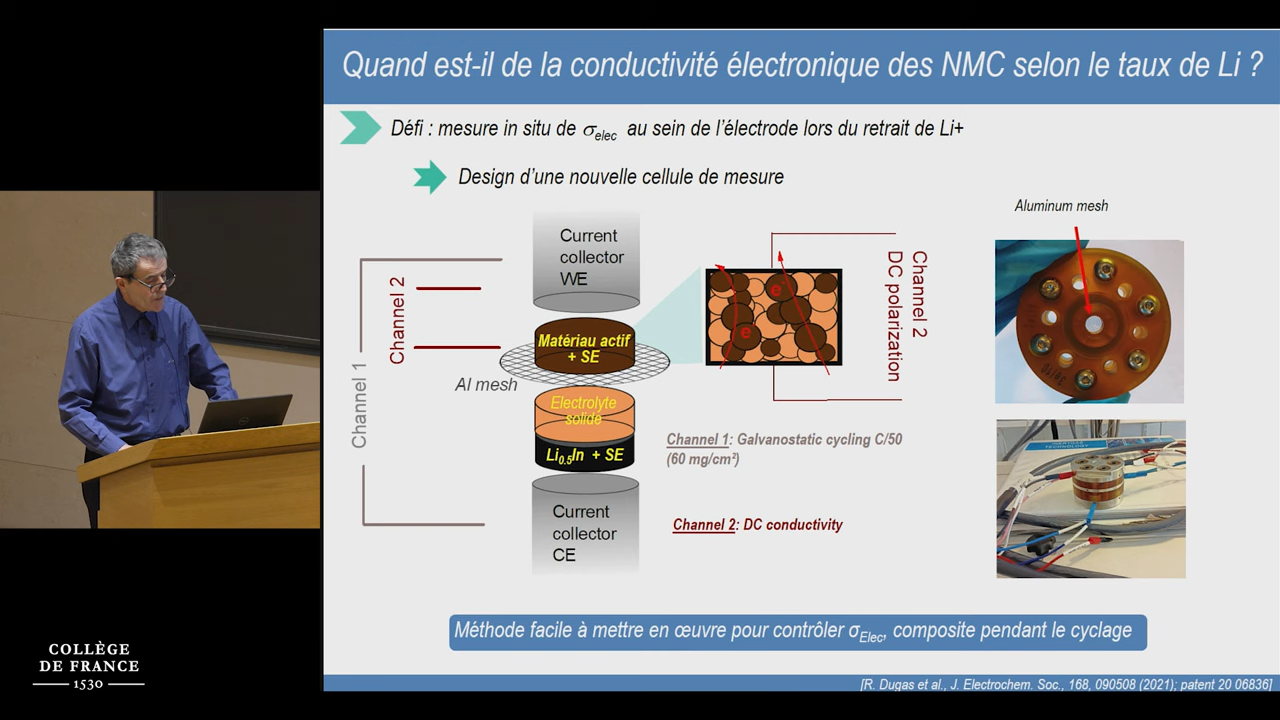 Quand est-il de la conductivité électronique des NMC selon le taux de Li ?
Défi : mesure in situ de σelec au sein de l'électrode lors du retrait de Li+
Design d'une nouvelle cellule de mesure
Aluminum mesh
Current
collector
WE
Channel 2
Channel 1
Matériau actif
+ SE
Al mesh
Electrolyte
solide
Li0.5In + SE
Current
collector
CE
e-
e
Channel 2
DC polarization
Channel 1: Galvanostatic cycling C/50
(60 mg/cm²)
Channel 2: DC conductivity
Méthode facile à mettre en œuvre pour contrôler σElec, composite pendant le cyclage
[R. Dugas et al., J. Electrochem. Soc., 168, 090508 (2021); patent 20 06836]
COLLÈGE
DE FRANCE
1530